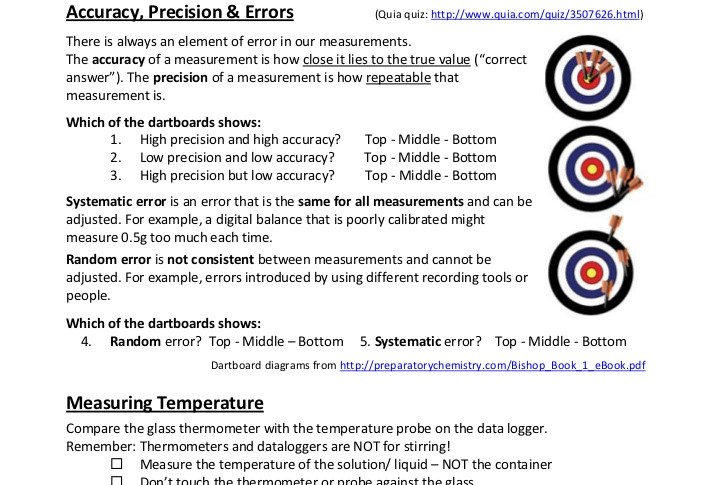 Accuracy, Precision & Errors (Quia quiz: http://www.quia.com/quiz/3507626.html)
There is always an element of error in our measurements.
The accuracy of a measurement is how close it lies to the true value (“correct
answer”). The precision of a measurement is how repeatable that
measurement is.
Which of the dartboards shows:
1. High precision and high accuracy? Top - Middle - Bottom
2. Low precision and low accuracy? Top - Middle - Bottom
3. High precision but low accuracy? Top - Middle - Bottom
Systematic error is an error that is the same for all measurements and can be
adjusted. For example, a digital balance that is poorly calibrated might
measure 0.5g too much each time.
Random error is not consistent between measurements and cannot be
adjusted. For example, errors introduced by using different recording tools or
people.
Which of the dartboards shows:
4. Random error? Top - Middle – Bottom 5. Systematic error? Top - Middle - Bottom
Dartboard diagrams from http://preparatorychemistry.com/Bishop_Book_1_eBook.pdf
Measuring Temperature
Compare the glass thermometer with the temperature probe on the data logger.
Remember: Thermometers and dataloggers are NOT for stirring!
☐ Measure the temperature of the solution/ liquid – NOT the container
☐ Don’t touch the thermometer or probe against the glass